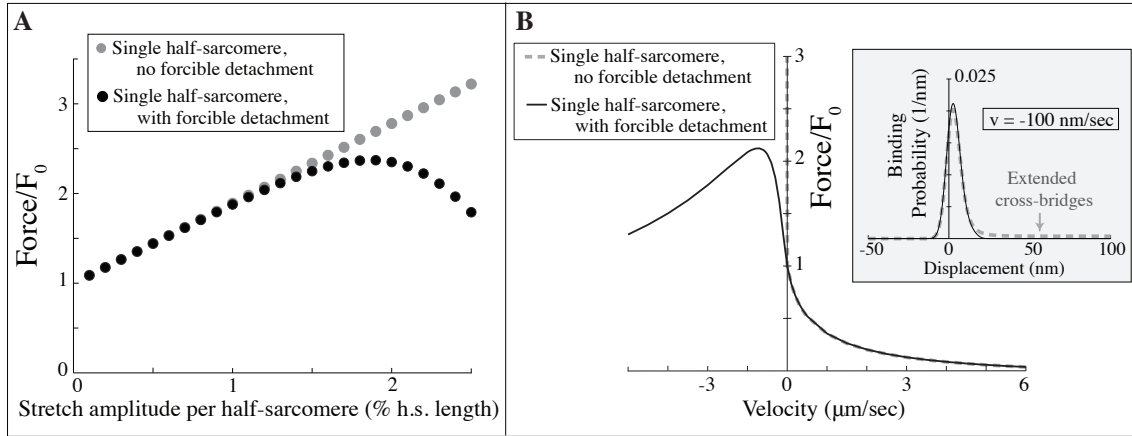 A
Single half-sarcomere,
no forcible detachment
Single half-sarcomere,
with forcible detachment
Force/F0
3
2
1
0
0
1
2
Stretch amplitude per half-sarcomere (% h.s. length)
B
Single half-sarcomere,
no forcible detachment
Single half-sarcomere,
with forcible detachment
Force/F0
3
2
1
-3
0
3
6
Velocity (μm/sec)
0.025
v = -100 nm/sec
Binding
Probability (1/nm)
Extended
cross-bridges
-50
0
50
100
Displacement (nm)